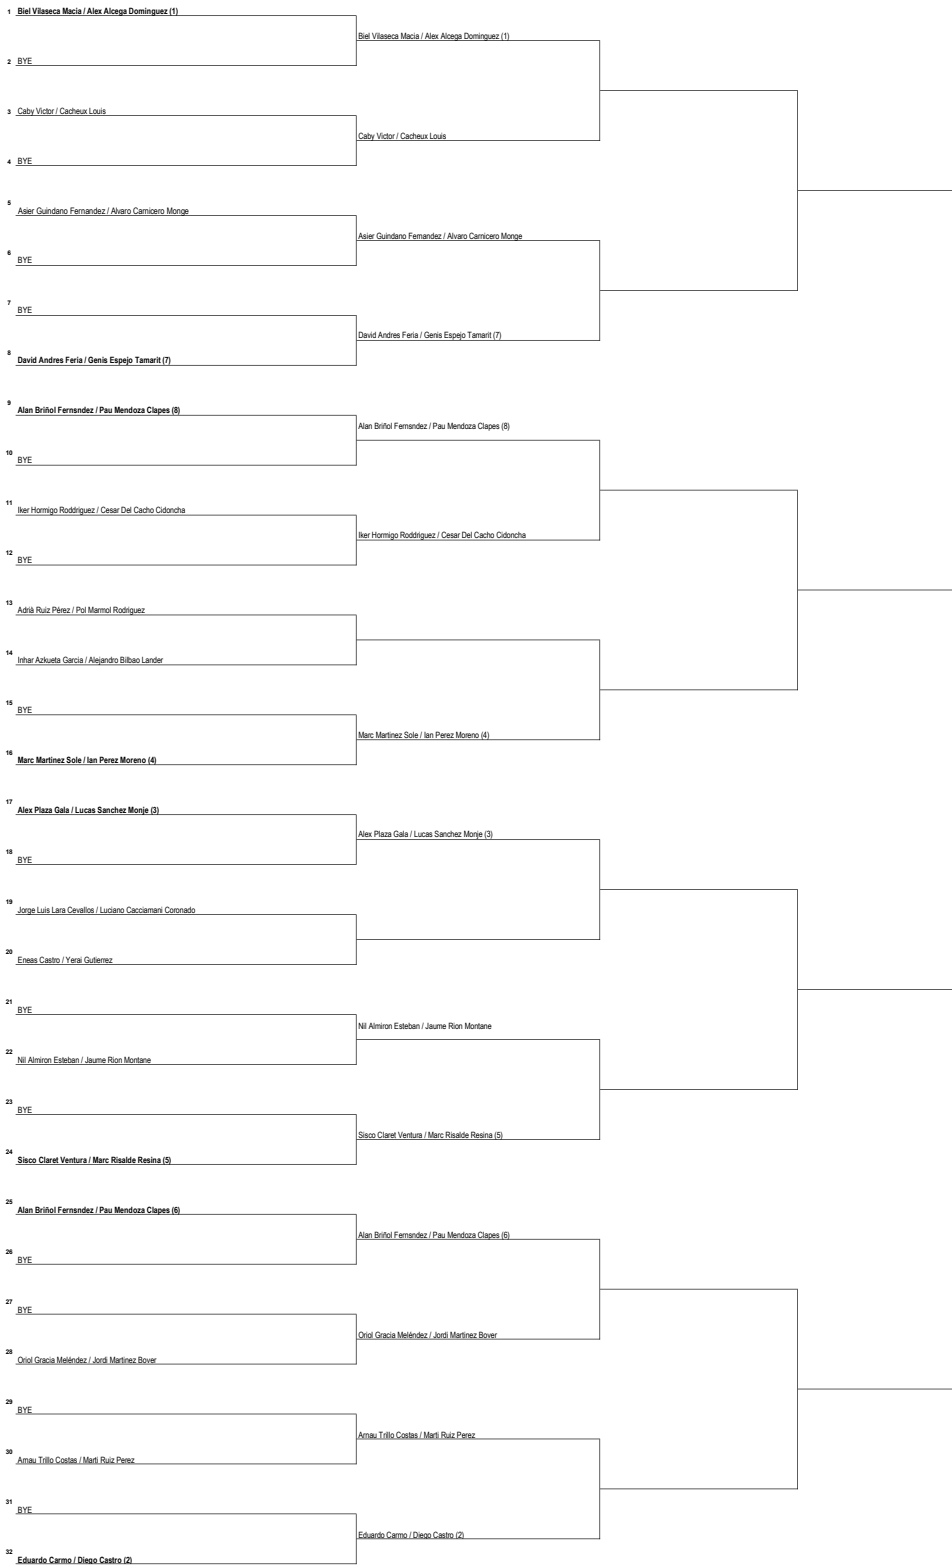 1 Biel Vilaseca Macia / Alex Alcega Dominguez (1)
Biel Vilaseca Macia / Alex Alcega Dominguez (1)
2 BYE
3 Caby Victor / Cacheux Louis
Caby Victor / Cacheux Louis
4 BYE
5 Asier Guindano Fernandez / Alvaro Carnicero Monge
Asier Guindano Fernandez / Alvaro Carnicero Monge
6 BYE
7 BYE
David Andres Feria / Genis Espejo Tamarit (7)
8 David Andres Feria / Genis Espejo Tamarit (7)
9 Alan Briñol Fernsndez / Pau Mendoza Clapes (8)
Alan Briñol Fernsndez / Pau Mendoza Clapes (8)
10 BYE
11 Iker Hormigo Roddriguez / Cesar Del Cacho Cidoncha
Iker Hormigo Roddriguez / Cesar Del Cacho Cidoncha
12 BYE
13 Adrià Ruiz Pérez / Pol Marmol Rodriguez
14 Inhar Azkueta Garcia / Alejandro Bilbao Lander
15 BYE
Marc Martinez Sole / Ian Perez Moreno (4)
16 Marc Martinez Sole / Ian Perez Moreno (4)
17 Alex Plaza Gala / Lucas Sanchez Monje (3)
Alex Plaza Gala / Lucas Sanchez Monje (3)
18 BYE
19 Jorge Luis Lara Cevallos / Luciano Cacciamani Coronado
20 Eneas Castro / Yerai Gutierrez
21 BYE
Nil Almiron Esteban / Jaume Rion Montane
22 Nil Almiron Esteban / Jaume Rion Montane
23 BYE
Sisco Claret Ventura / Marc Risalde Resina (5)
24 Sisco Claret Ventura / Marc Risalde Resina (5)
25 Alan Briñol Fernsndez / Pau Mendoza Clapes (6)
Alan Briñol Fernsndez / Pau Mendoza Clapes (6)
26 BYE
27 BYE
Oriol Gracia Meléndez / Jordi Martinez Bover
28 Oriol Gracia Meléndez / Jordi Martinez Bover
29 BYE
Arnau Trillo Costas / Marti Ruiz Perez
30 Arnau Trillo Costas / Marti Ruiz Perez
31 BYE
Eduardo Carmo / Diego Castro (2)
32 Eduardo Carmo / Diego Castro (2)